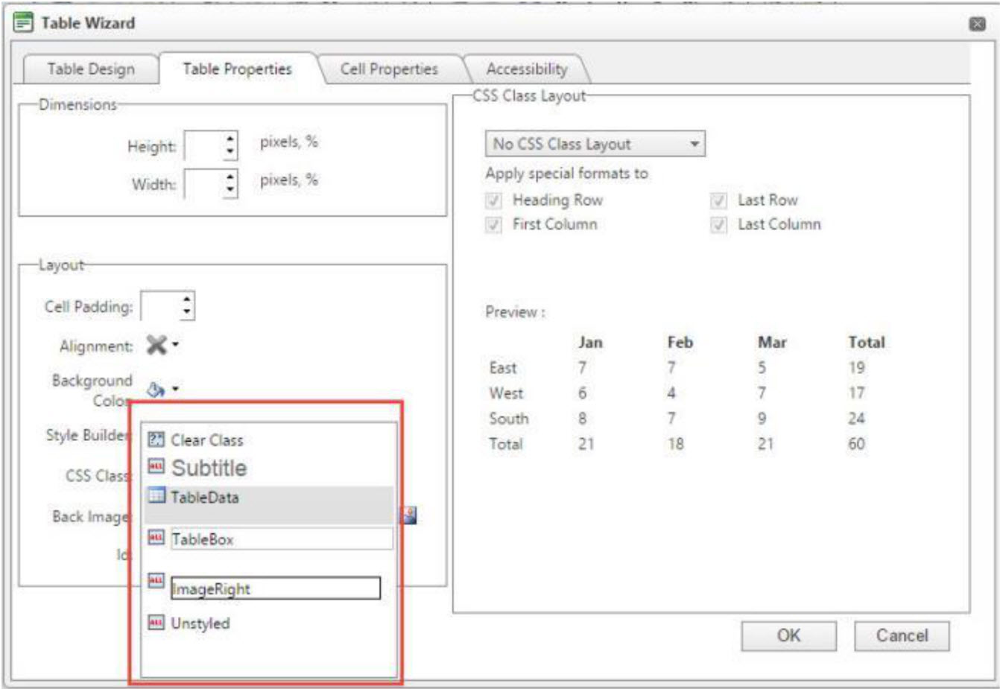 Table Wizard
Table Design Table Properties Cell Properties Accessibility
Dimensions
Height: pixels, %
Width: pixels, %
Layout
Cell Padding:
Alignment:
Background
Color:
Style Builder:
CSS Class:
Back Image:
Id:
Clear Class
Subtitle
TableData
TableBox
ImageRight
Unstyled
CSS Class Layout
No CSS Class Layout
Apply special formats to
Heading Row Last Row
First Column Last Column
Preview :
Jan Feb Mar Total
East 7 7 5 19
West 6 4 7 17
South 8 7 9 24
Total 21 18 21 60
OK Cancel